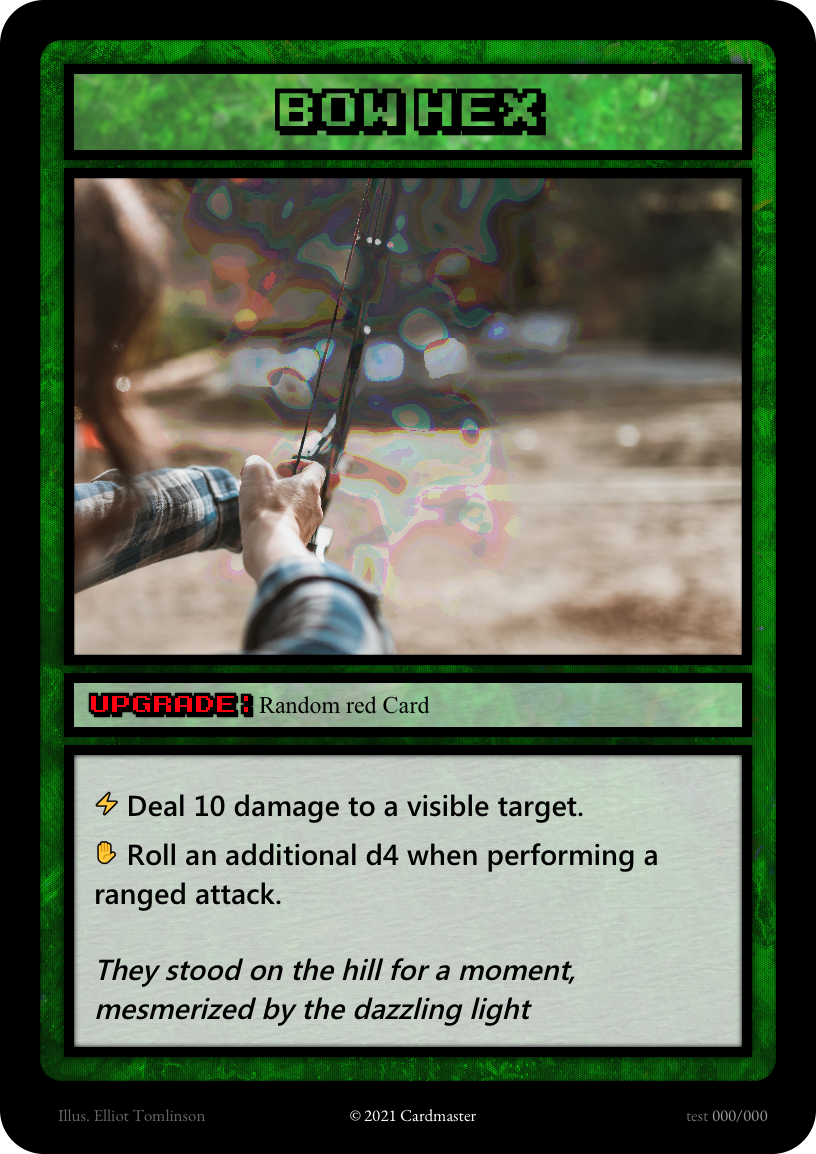 BOW HEX
UPGRADE: Random red Card
⚡ Deal 10 damage to a visible target.
✋ Roll an additional d4 when performing a
ranged attack.
They stood on the hill for a moment,
mesmerized by the dazzling light
Illus. Elliot Tomlinson © 2021 Cardmaster test 000/000